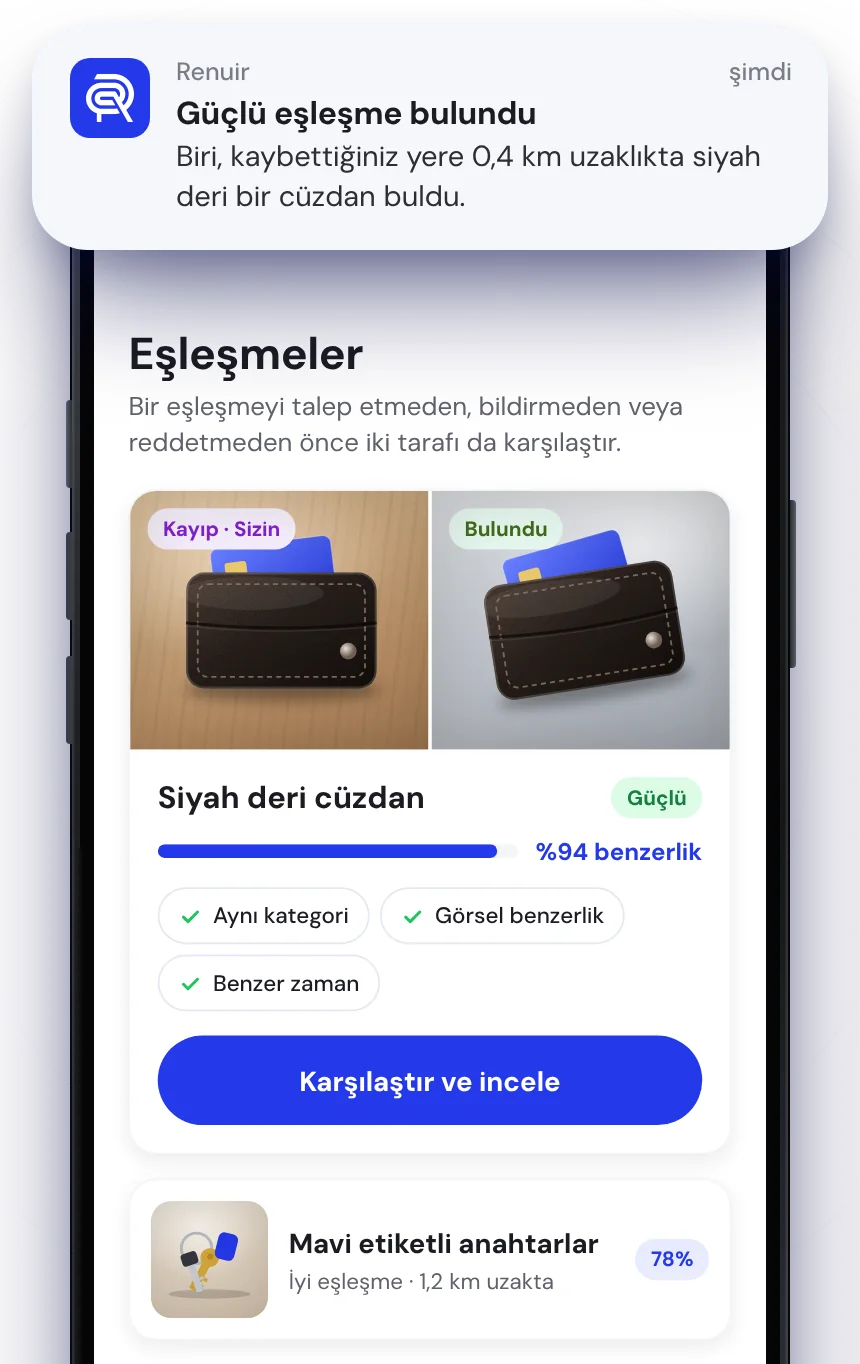 Renuir
şimdi
Güçlü eşleşme bulundu
Biri, kaybettiğiniz yere 0,4 km uzaklıkta siyah
deri bir cüzdan buldu.
Eşleşmeler
Bir eşleşmeyi talep etmeden, bildirmeden veya
reddetmeden önce iki tarafı da karşılaştır.
Kayıp · Sizin
Bulundu
Siyah deri cüzdan
Güçlü
%94 benzerlik
Aynı kategori
Görsel benzerlik
Benzer zaman
Karşılaştır ve incele
Mavi etiketli anahtarlar
İyi eşleşme · 1,2 km uzakta
78%